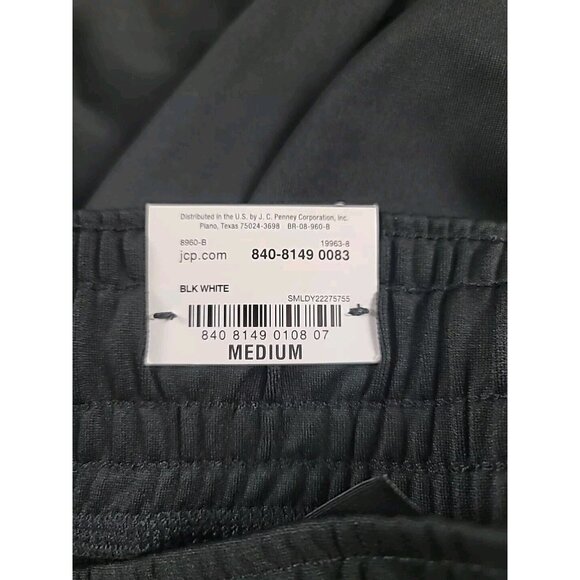 Distributed in the U.S. by J. C. Penney Corporation, Inc.
Plano, Texas 75024-3698 BR-08-960-B
8960-B 19963-8
jcp.com 840-8149 0083
BLK WHITE
SMLDY22275755
840 8149 0108 07
MEDIUM